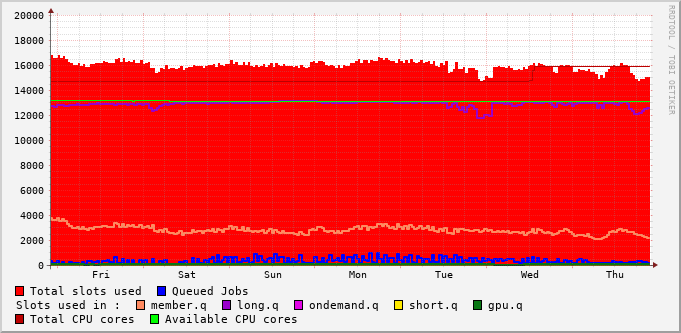 20000
18000
16000
14000
12000
10000
8000
6000
4000
2000
0
Fri Sat Sun Mon Tue Wed Thu
Total slots used Queued Jobs
Slots used in : member.q long.q ondemand.q short.q gpu.q
Total CPU cores Available CPU cores
RRDTOOL / TOBI OETIKER